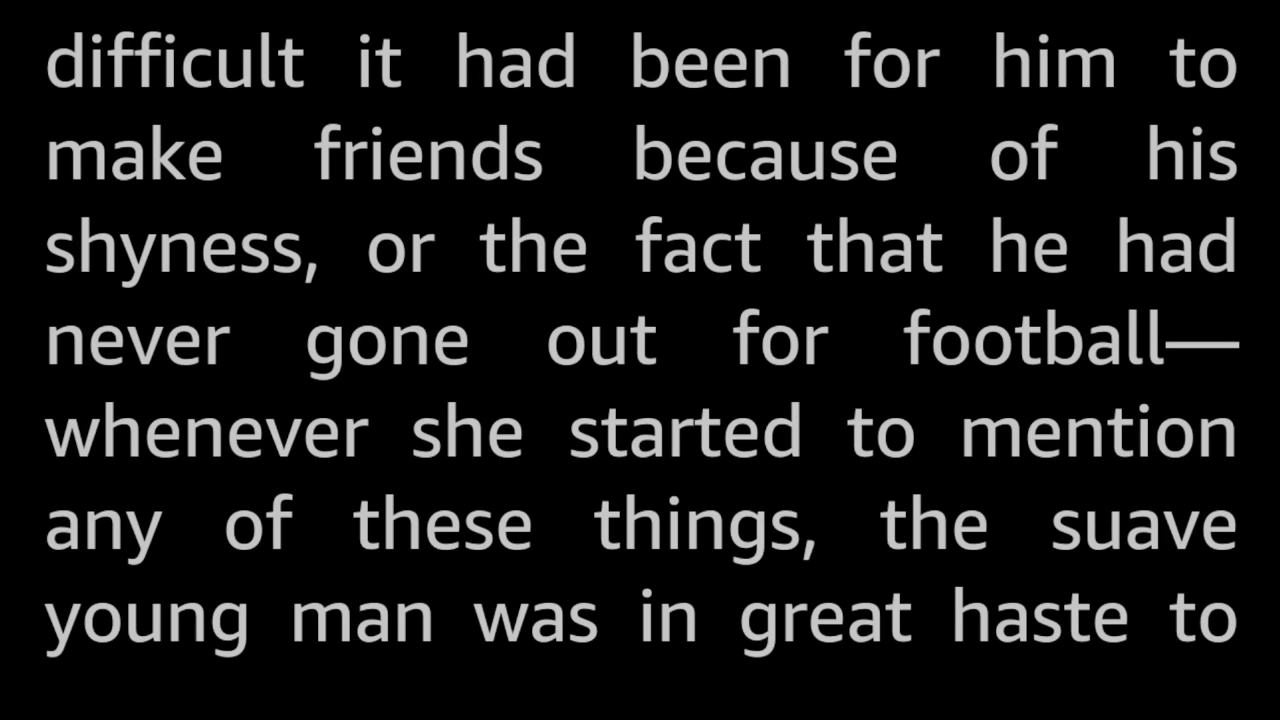 difficult it had been for him to
make friends because of his
shyness, or the fact that he had
never gone out for football—
whenever she started to mention
any of these things, the suave
young man was in great haste to